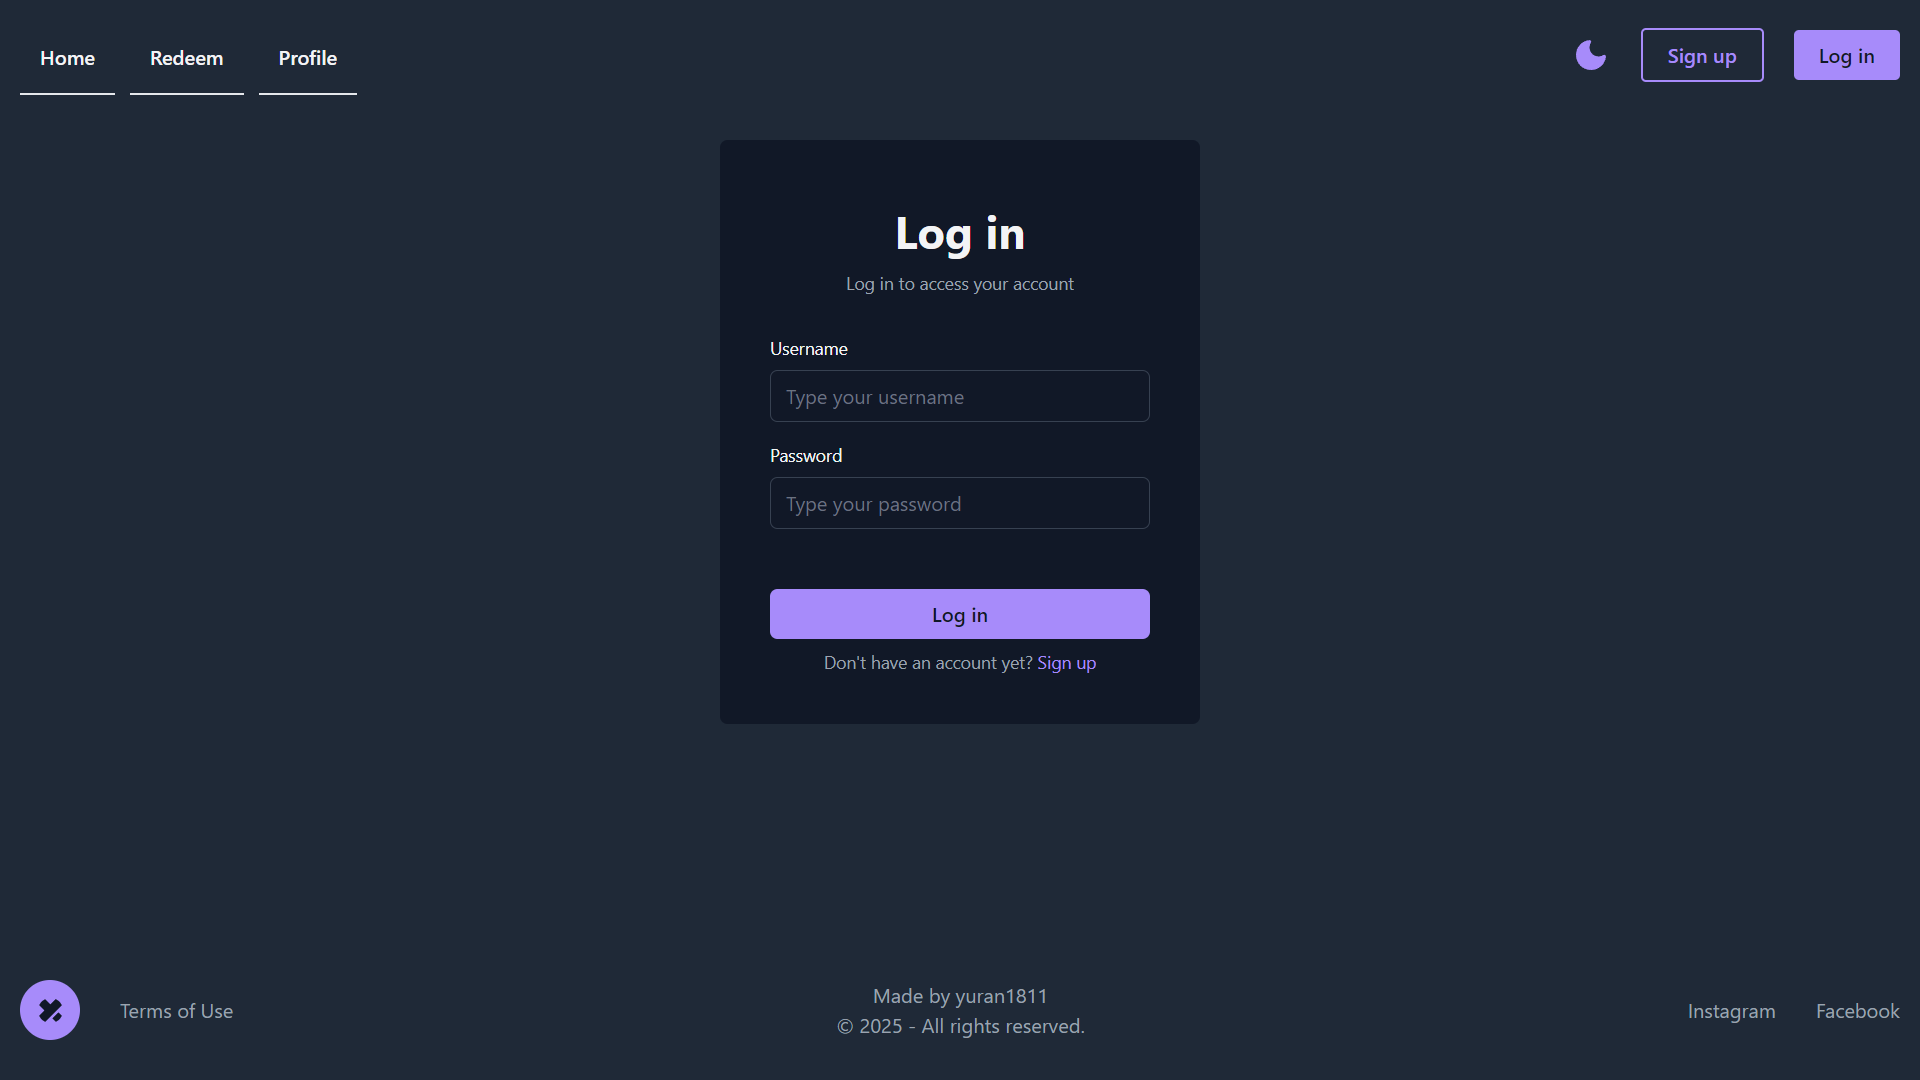 Home Redeem Profile Sign up Log in
Log in
Log in to access your account
Username
Type your username
Password
Type your password
Log in
Don't have an account yet? Sign up
Terms of Use
Made by yuran1811
© 2025 - All rights reserved.
Instagram Facebook